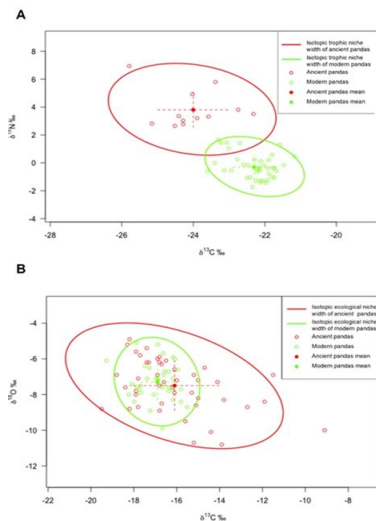 A
Isotopic trophic niche
width of ancient pandas
Isotopic trophic niche
width of modern pandas
Ancient pandas
Modern pandas
Ancient pandas mean
Modern pandas mean
δ¹⁵N ‰
8
6
4
2
0
-2
-4
-28
-26
-24
-22
-20
δ¹³C ‰
B
Isotopic ecological niche
width of ancient pandas
Isotopic ecological niche
width of modern pandas
Ancient pandas
Modern pandas
Ancient pandas mean
Modern pandas mean
δ¹⁸O ‰
-4
-6
-8
-10
-12
-22
-20
-18
-16
-14
-12
-10
-8
δ¹³C ‰